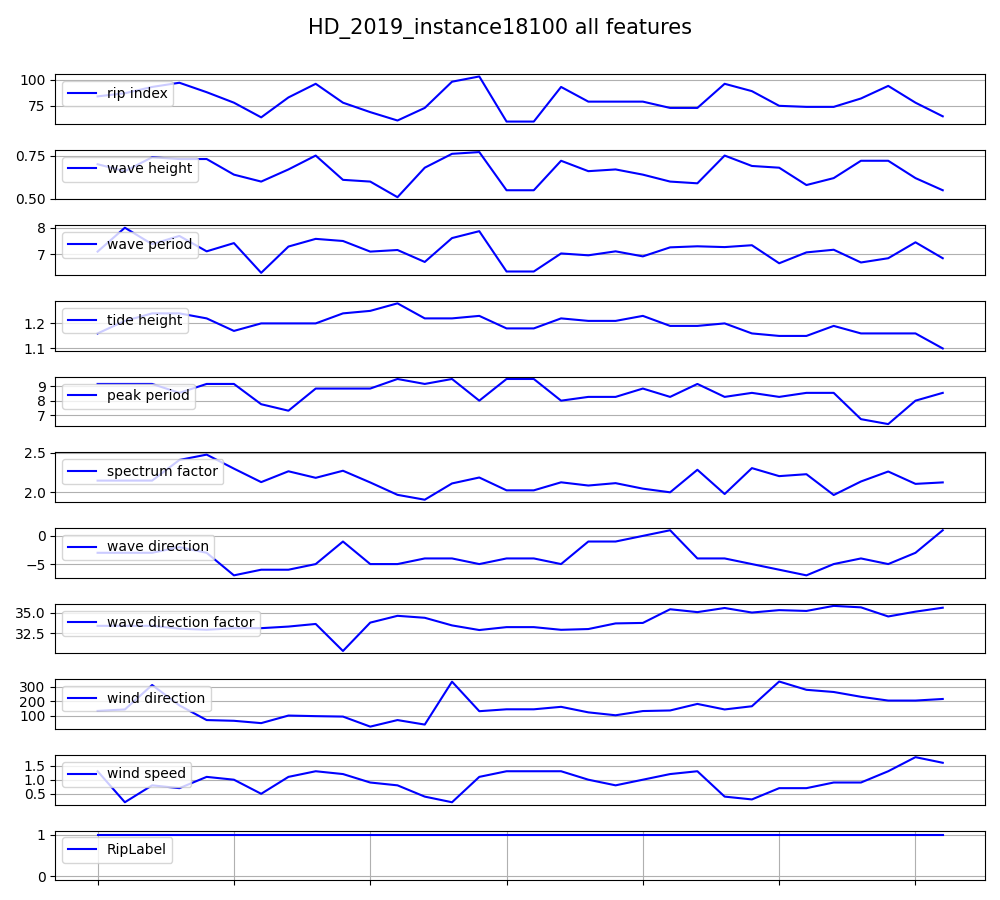 HD_2019_instance18100 all features
100
75
rip index
0.75
0.50
wave height
8
7
wave period
1.2
1.1
tide height
9
8
7
peak period
2.5
2.0
spectrum factor
0
−5
wave direction
35.0
32.5
wave direction factor
300
200
100
wind direction
1.5
1.0
0.5
wind speed
1
0
RipLabel